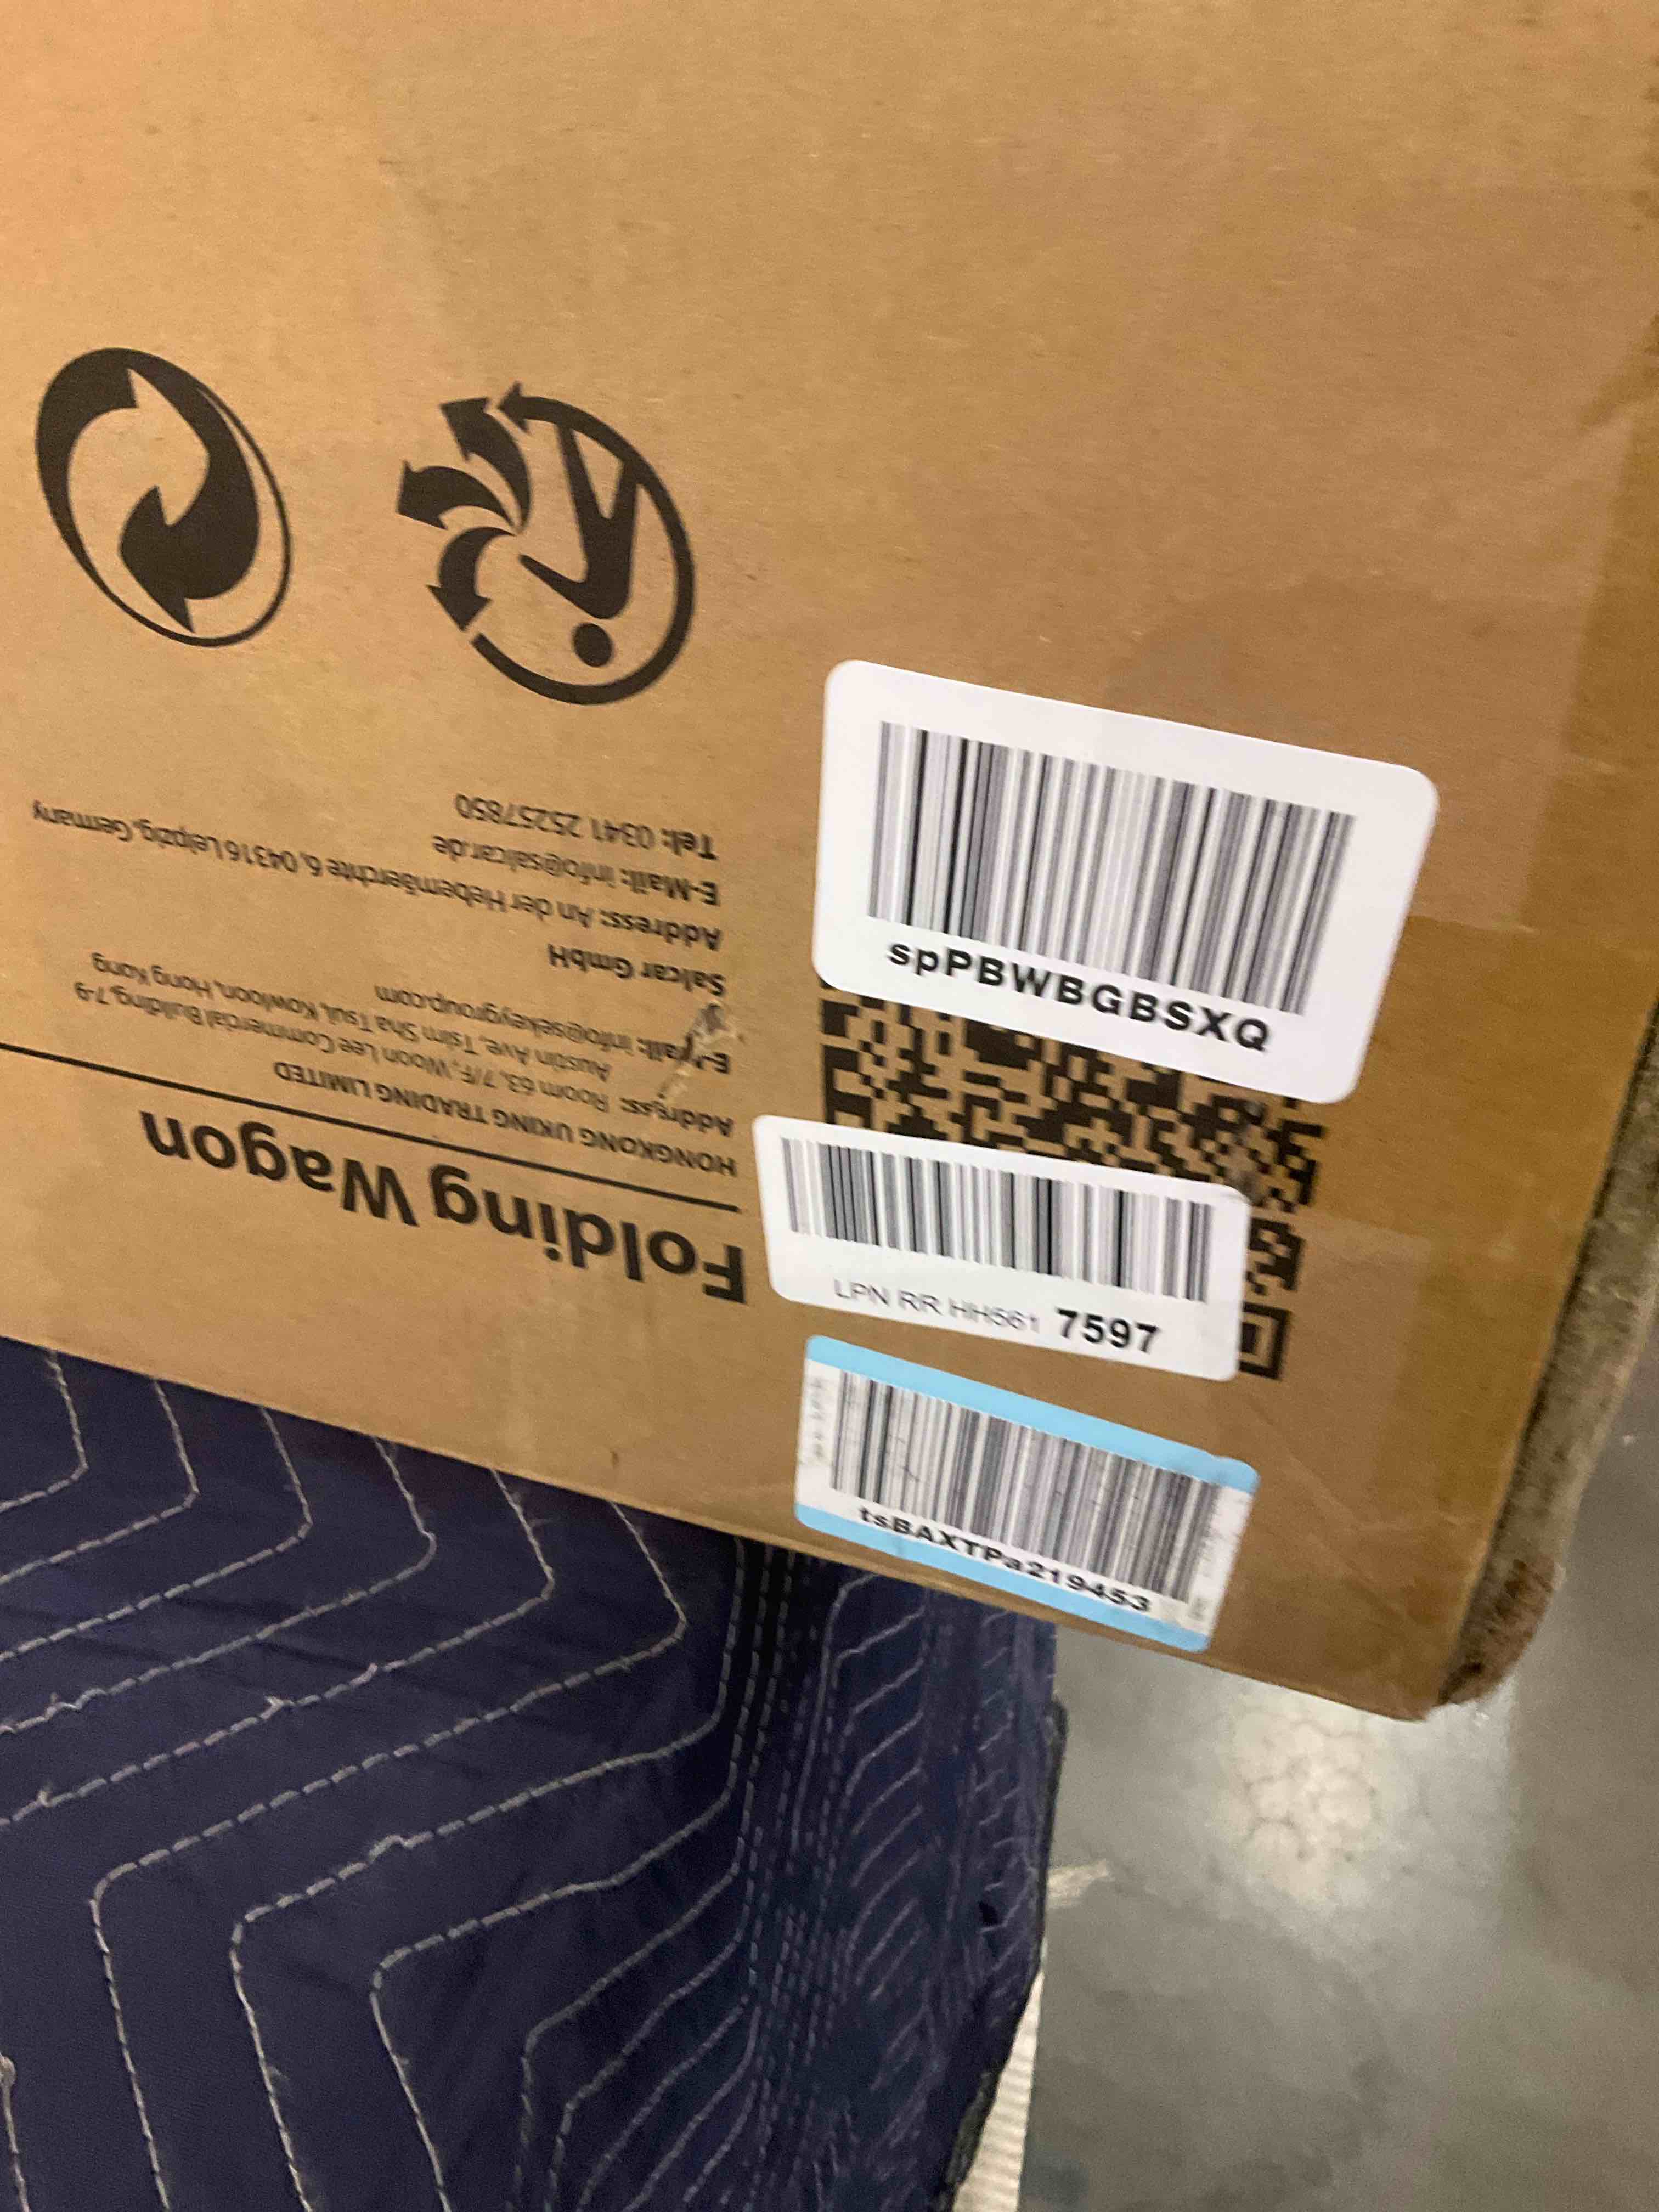 Folding Wagon
HONGKONG UKING TRADING LIMITED
Address: Room 63, 7/F, Woon Lee Commercial Building, 7-9
Austin Ave, Tsim Sha Tsui, Kowloon, Hong Kong
E-Mail: info@sekeygroup.com
Salcar GmbH
Address: An der Hebemärchte 6, 04316 Leipzig, Germany
E-Mail: info@salcar.de
Tel: 0341 25257850
spPBWBGBSXQ
LPN RR HH561 7597
tsBAXTPa219453